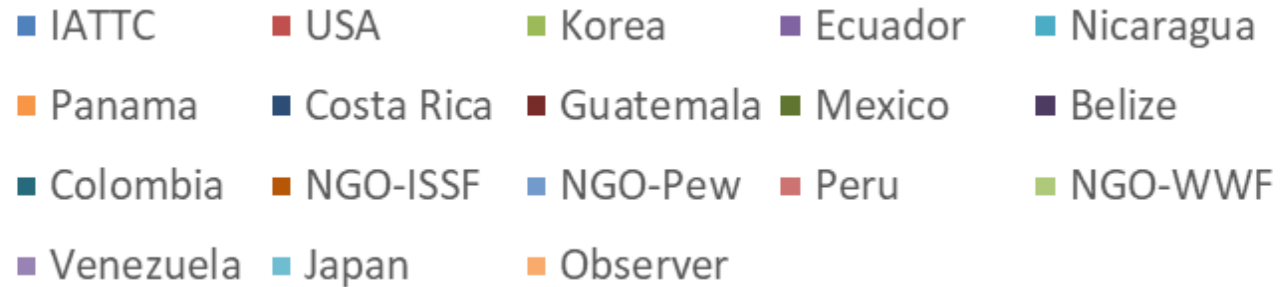 IATTC USA Korea Ecuador Nicaragua
Panama Costa Rica Guatemala Mexico Belize
Colombia NGO-ISSF NGO-Pew Peru NGO-WWF
Venezuela Japan Observer